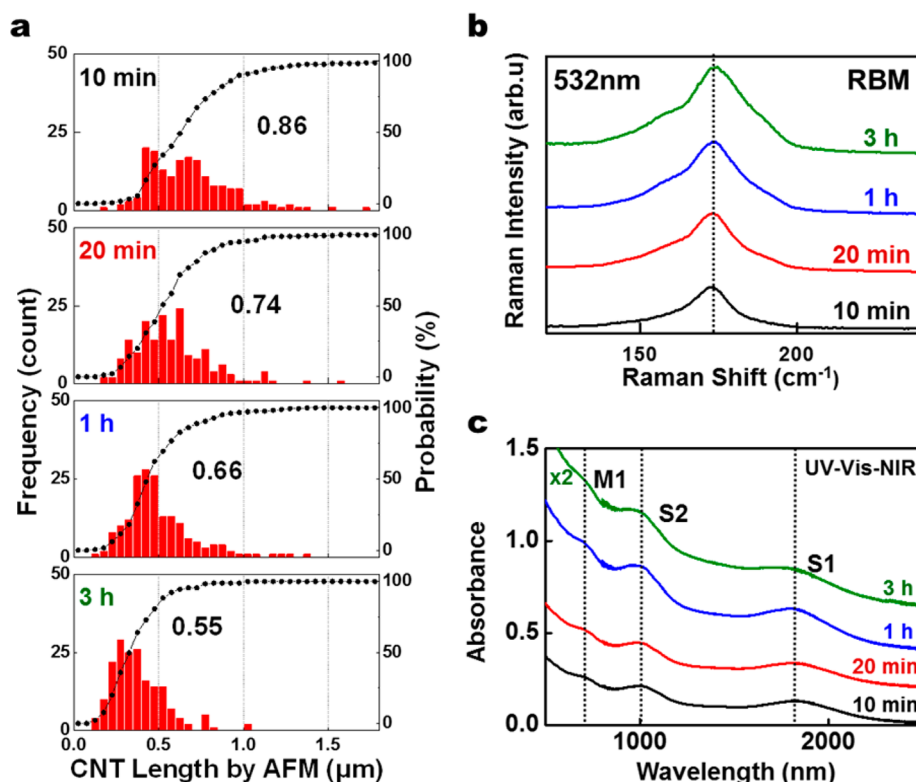 a
50
25
0
10 min
0.86
100
50
0
50
25
0
20 min
0.74
100
50
0
50
25
0
1 h
0.66
100
50
0
50
25
0
3 h
0.55
100
50
0
0.0 0.5 1.0 1.5
Frequency (count)
Probability (%)
CNT Length by AFM (µm)
b
532nm RBM
3 h
1 h
20 min
10 min
150 200
Raman Intensity (arb.u)
Raman Shift (cm-1)
c
1.5
1.0
0.5
0.0
x2
M1
S2
S1
UV-Vis-NIR
3 h
1 h
20 min
10 min
1000 2000
Absorbance
Wavelength (nm)